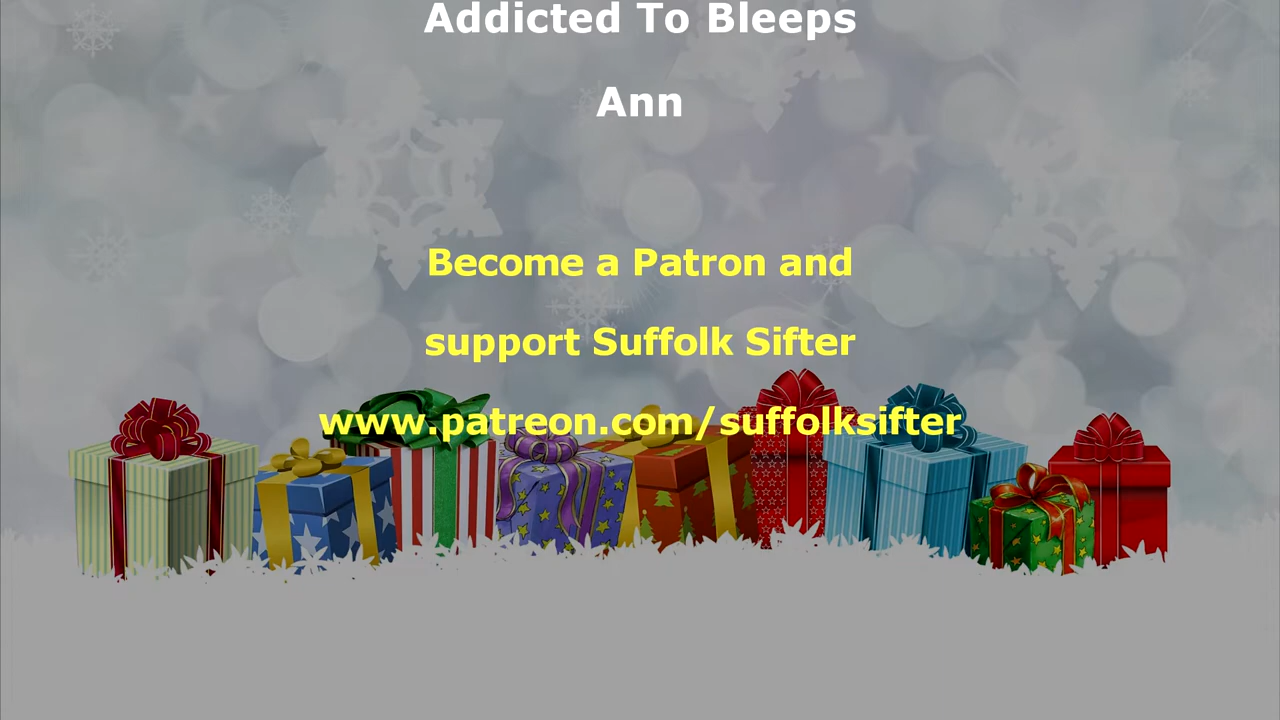 Addicted To Bleeps
Ann
Become a Patron and
support Suffolk Sifter
www.patreon.com/suffolksifter